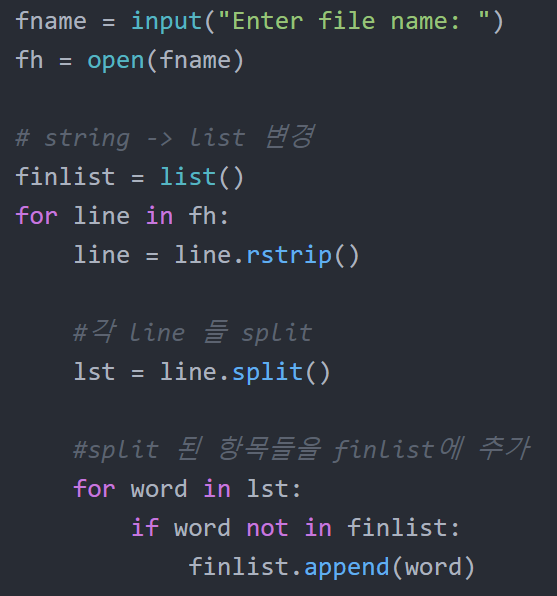 fname = input("Enter file name: ")
fh = open(fname)
# string -> list 변경
finlist = list()
for line in fh:
    line = line.rstrip()
    #각 line 들 split
    lst = line.split()
    #split 된 항목들을 finlist에 추가
    for word in lst:
        if word not in finlist:
            finlist.append(word)